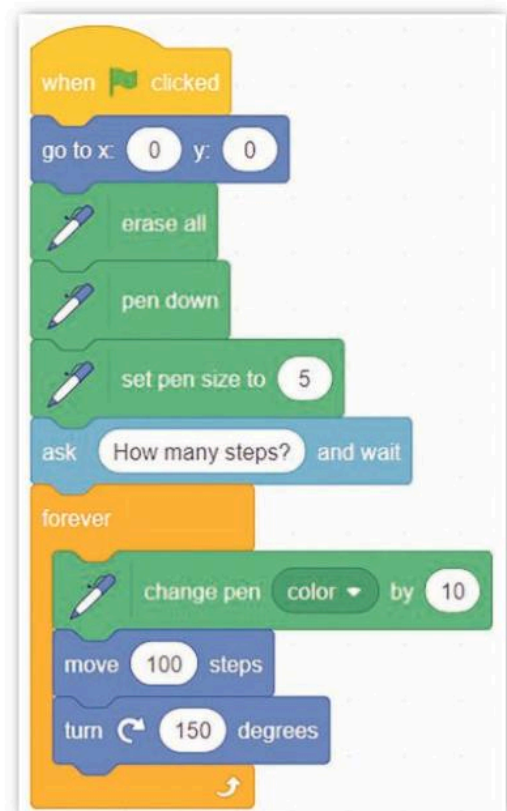 when clicked
go to x: 0 y: 0
erase all
pen down
set pen size to 5
ask How many steps? and wait
forever
change pen color by 10
move 100 steps
turn 150 degrees